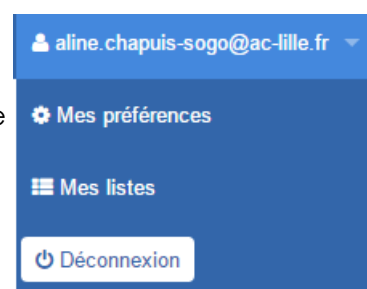 aline.chapuis-sogo@ac-lille.fr
e
Mes préférences
Mes listes
Déconnexion